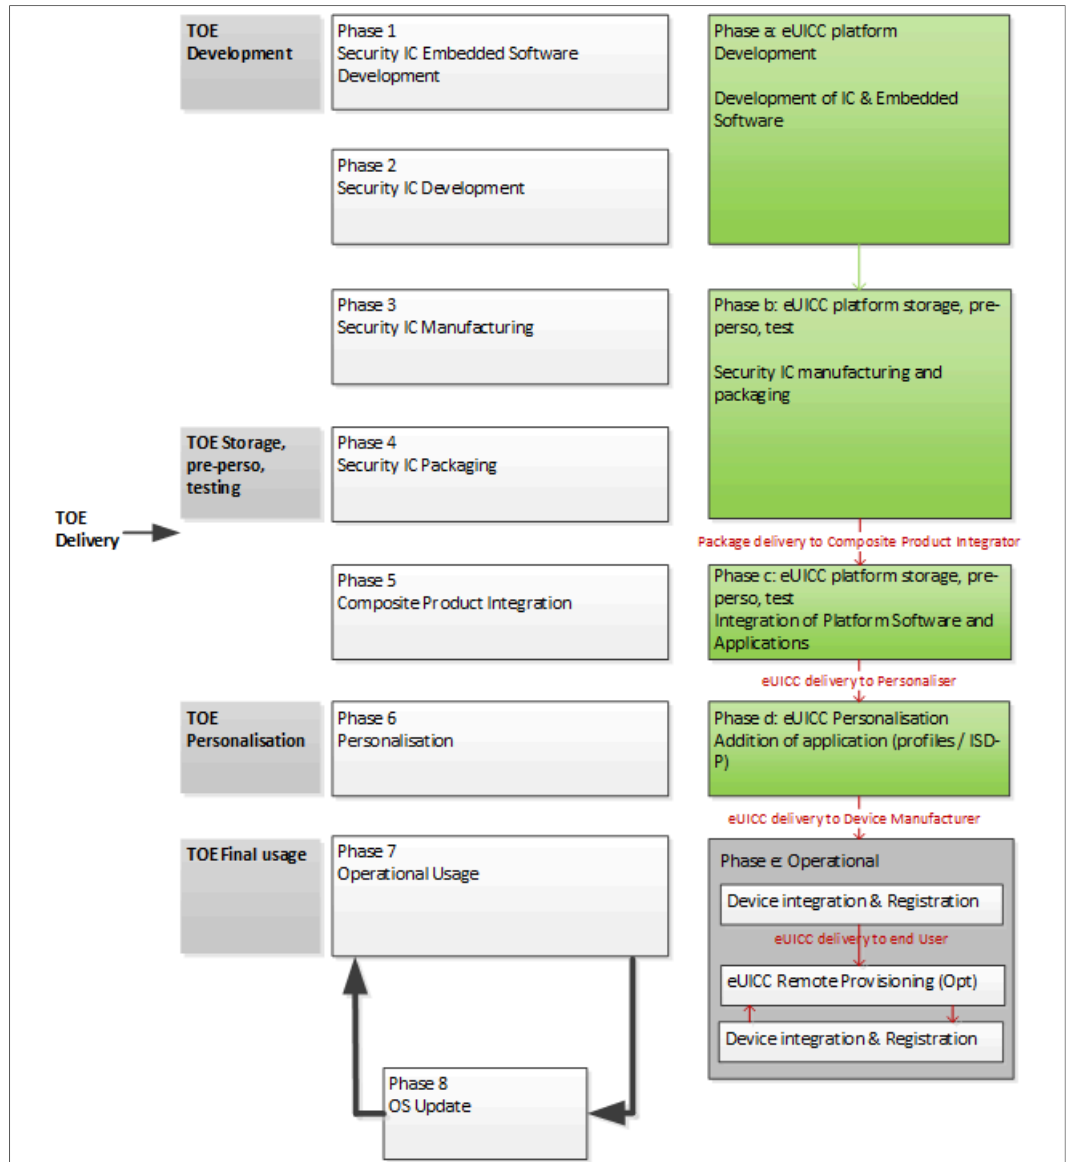 TOE
Development
Phase 1
Security IC Embedded Software
Development
Phase a: eUICC platform
Development
Development of IC & Embedded
Software
Phase 2
Security IC Development
Phase 3
Security IC Manufacturing
Phase b: eUICC platform storage, pre-
perso, test
Security IC manufacturing and
packaging
TOE Storage,
pre-perso,
testing
Phase 4
Security IC Packaging
TOE
Delivery
Package delivery to Composite Product Integrator
Phase 5
Composite Product Integration
Phase c: eUICC platform storage, pre-
perso, test
Integration of Platform Software and
Applications
eUICC delivery to Personaliser
TOE
Personalisation
Phase 6
Personalisation
Phase d: eUICC Personalisation
Addition of application (profiles / ISD-
P)
eUICC delivery to Device Manufacturer
TOE Final usage
Phase 7
Operational Usage
Phase e: Operational
Device integration & Registration
eUICC delivery to end User
eUICC Remote Provisioning (Opt)
Device integration & Registration
Phase 8
OS Update